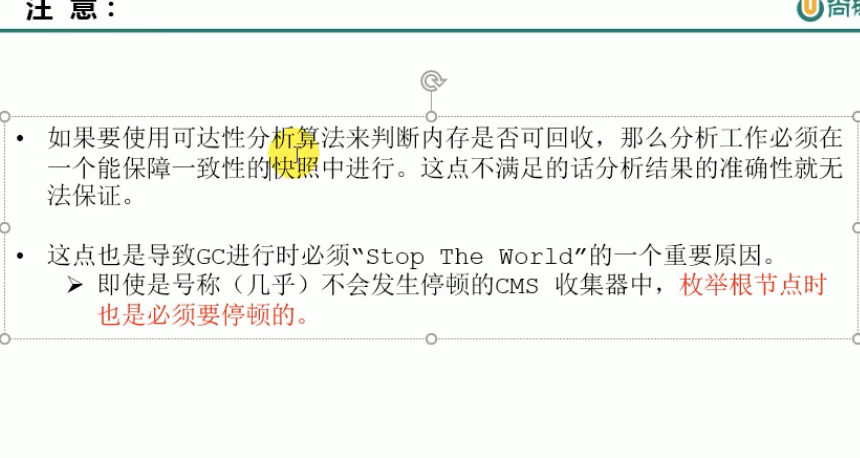 注 意：
• 如果要使用可达性分析算法来判断内存是否可回收，那么分析工作必须在
一个能保障一致性的快照中进行。这点不满足的话分析结果的准确性就无
法保证。
• 这点也是导致GC进行时必须“Stop The World”的一个重要原因。
➢ 即使是号称（几乎）不会发生停顿的CMS 收集器中，枚举根节点时
也是必须要停顿的。